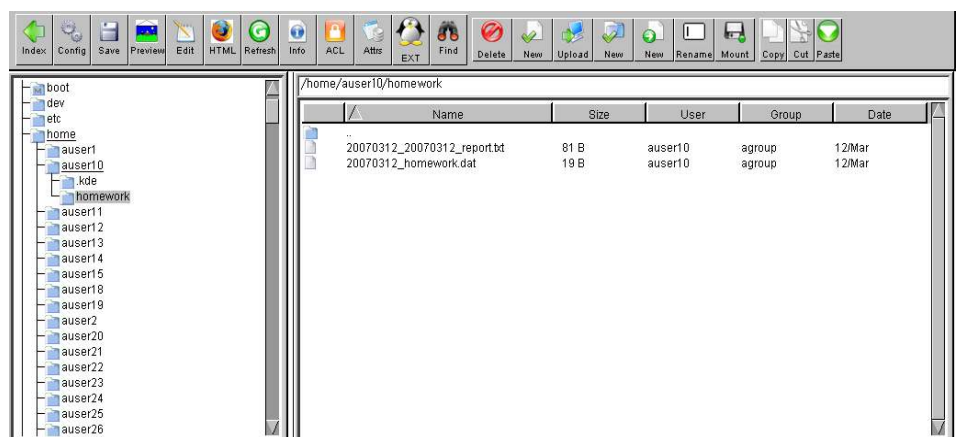 Index Config Save Preview Edit HTML Refresh Info ACL Attrs EXT Find Delete New Upload New New Rename Mount Copy Cut Paste
/home/auser10/homework
Name Size User Group Date
..
20070312_20070312_report.txt 81 B auser10 agroup 12/Mar
20070312_homework.dat 19 B auser10 agroup 12/Mar
boot
dev
etc
home
auser1
auser10
.kde
homework
auser11
auser12
auser13
auser14
auser15
auser18
auser19
auser2
auser20
auser21
auser22
auser23
auser24
auser25
auser26